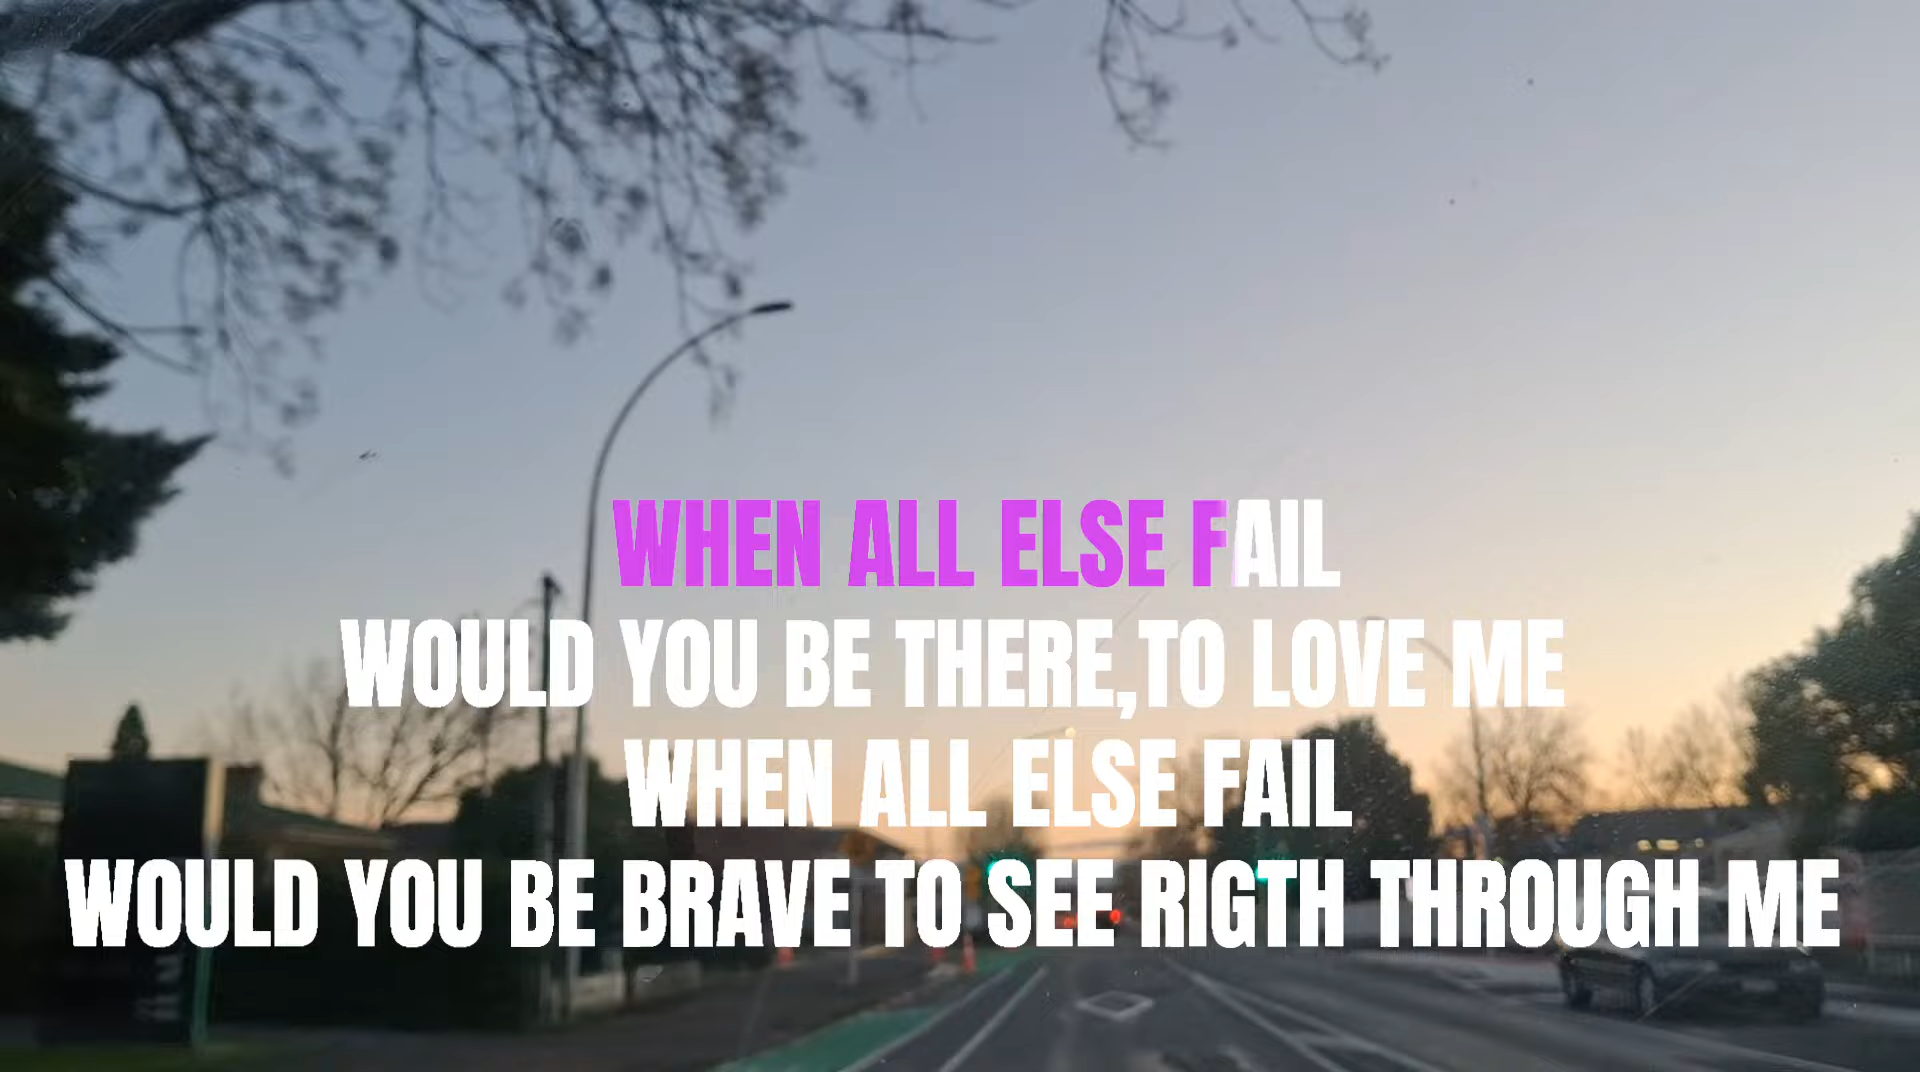 WHEN ALL ELSE FAIL
WOULD YOU BE THERE,TO LOVE ME
WHEN ALL ELSE FAIL
WOULD YOU BE BRAVE TO SEE RIGTH THROUGH ME